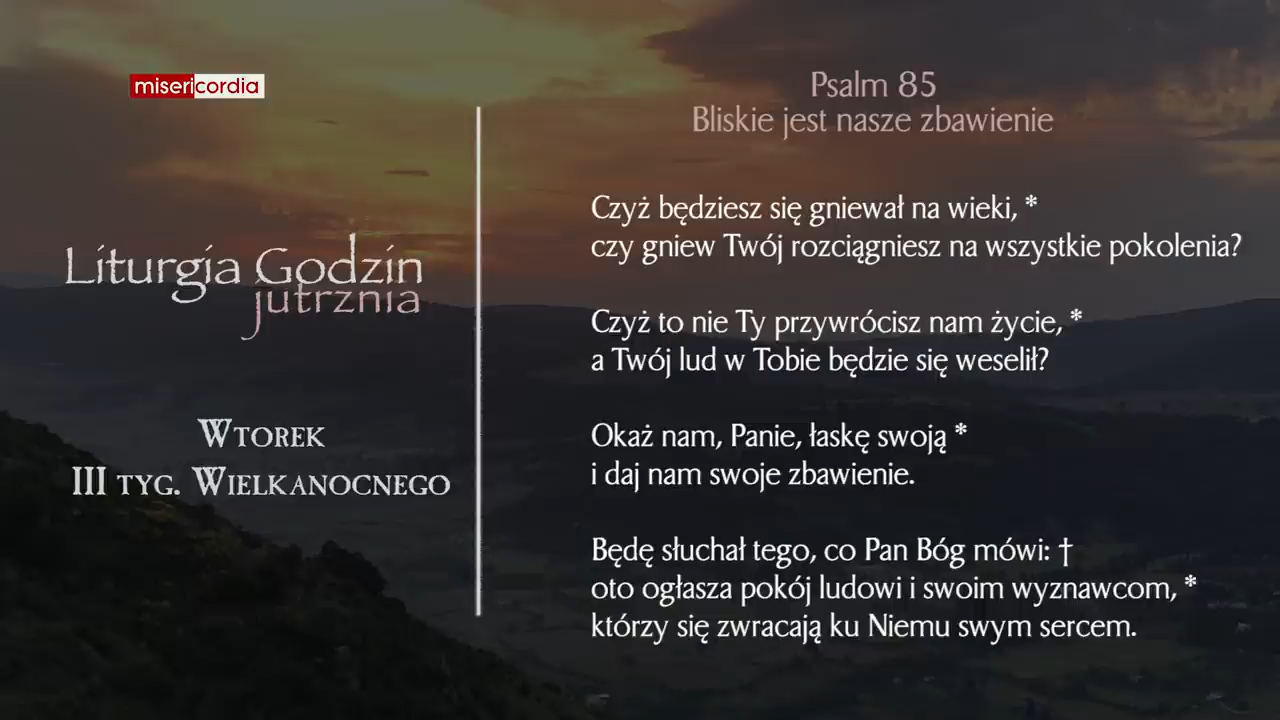 misericordia
Liturgia Godzin
jutrznia
Wtorek
III tyg. Wielkanocnego
Psalm 85
Bliskie jest nasze zbawienie
Czyż będziesz się gniewał na wieki, *
czy gniew Twój rozciągniesz na wszystkie pokolenia?
Czyż to nie Ty przywrócisz nam życie, *
a Twój lud w Tobie będzie się weselił?
Okaż nam, Panie, łaskę swoją *
i daj nam swoje zbawienie.
Będę słuchał tego, co Pan Bóg mówi: †
oto ogłasza pokój ludowi i swoim wyznawcom, *
którzy się zwracają ku Niemu swym sercem.